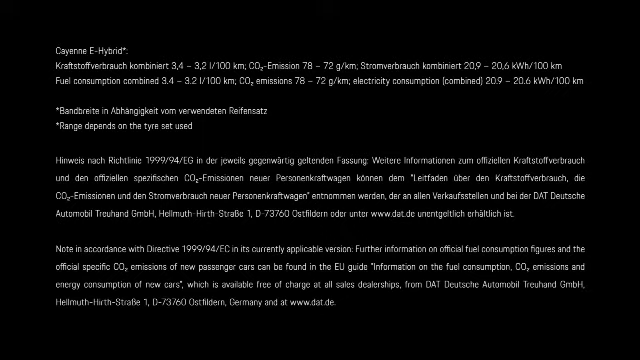 Cayenne E-Hybrid*:
Kraftstoffverbrauch kombiniert 3,4 – 3,2 l/100 km; CO₂-Emission 78 – 72 g/km; Stromverbrauch kombiniert 20,9 – 20,6 kWh/100 km
Fuel consumption combined 3.4 – 3.2 l/100 km; CO₂ emissions 78 – 72 g/km; electricity consumption (combined) 20.9 – 20.6 kWh/100 km
*Bandbreite in Abhängigkeit vom verwendeten Reifensatz
*Range depends on the tyre set used
Hinweis nach Richtlinie 1999/94/EG in der jeweils gegenwärtig geltenden Fassung: Weitere Informationen zum offiziellen Kraftstoffverbrauch
und den offiziellen spezifischen CO₂-Emissionen neuer Personenkraftwagen können dem "Leitfaden über den Kraftstoffverbrauch, die
CO₂-Emissionen und den Stromverbrauch neuer Personenkraftwagen" entnommen werden, der an allen Verkaufsstellen und bei der DAT Deutsche
Automobil Treuhand GmbH, Hellmuth-Hirth-Straße 1, D-73760 Ostfildern oder unter www.dat.de unentgeltlich erhältlich ist.
Note in accordance with Directive 1999/94/EC in its currently applicable version: Further information on official fuel consumption figures and the
official specific CO₂ emissions of new passenger cars can be found in the EU guide "Information on the fuel consumption, CO₂ emissions and
energy consumption of new cars", which is available free of charge at all sales dealerships, from DAT Deutsche Automobil Treuhand GmbH,
Hellmuth-Hirth-Straße 1, D-73760 Ostfildern, Germany and at www.dat.de.